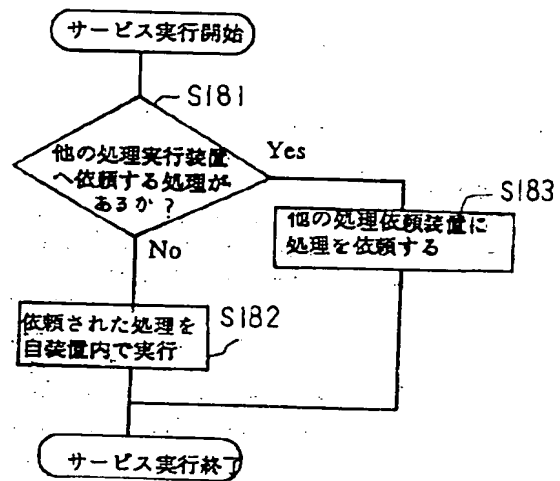 サービス実行開始
S181
他の処理実行装置
へ依頼する処理が
あるか？
Yes
S183
他の処理依頼装置に
処理を依頼する
No
依頼された処理を
自装置内で実行
S182
サービス実行終了